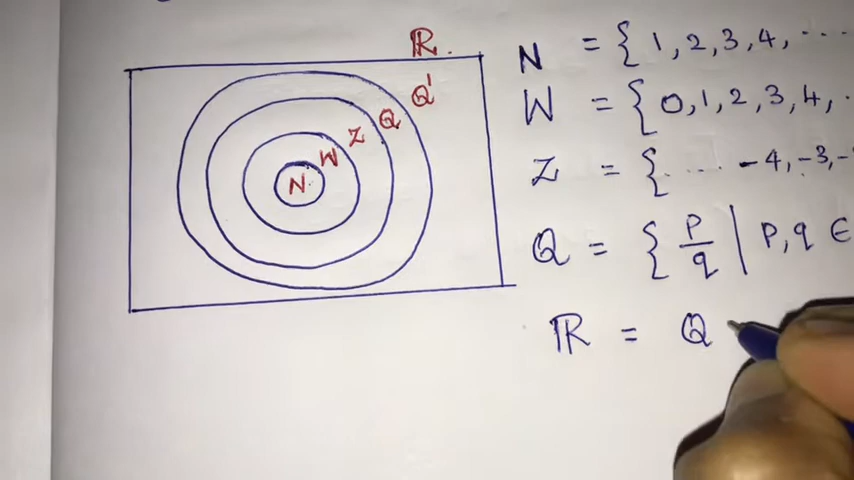 ℝ.
Q'
Q
Z
W
N
N = { 1, 2, 3, 4, ....
W = { 0, 1, 2, 3, 4, .
Z = { .... -4, -3, -
Q = { p/q | p, q ∈
ℝ = Q